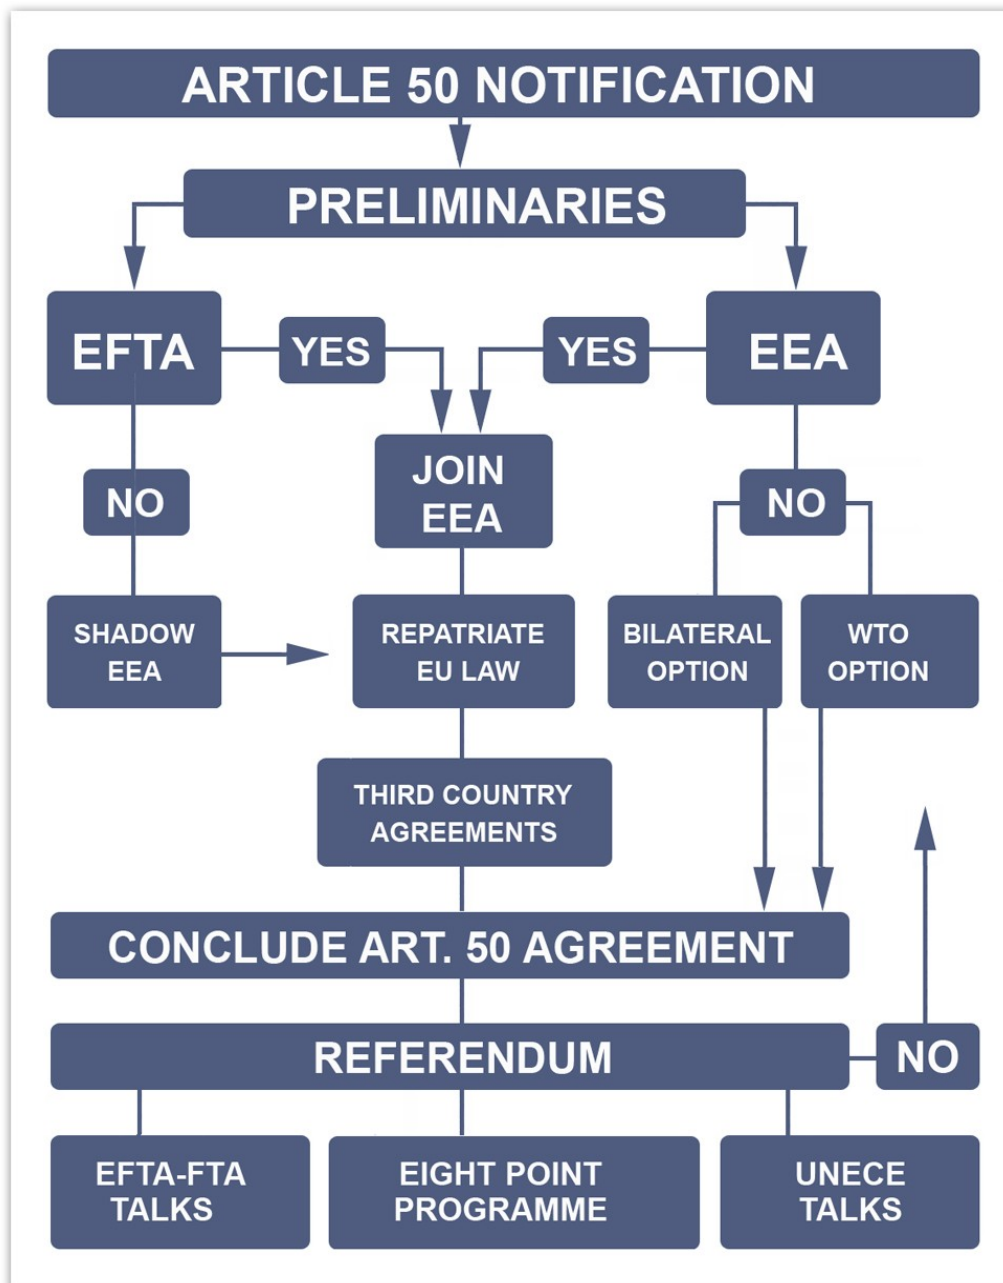 ARTICLE 50 NOTIFICATION
PRELIMINARIES
EFTA
YES
YES
EEA
JOIN
EEA
NO
NO
SHADOW
EEA
REPATRIATE
EU LAW
BILATERAL
OPTION
WTO
OPTION
THIRD COUNTRY
AGREEMENTS
CONCLUDE ART. 50 AGREEMENT
REFERENDUM
NO
EFTA-FTA
TALKS
EIGHT POINT
PROGRAMME
UNECE
TALKS